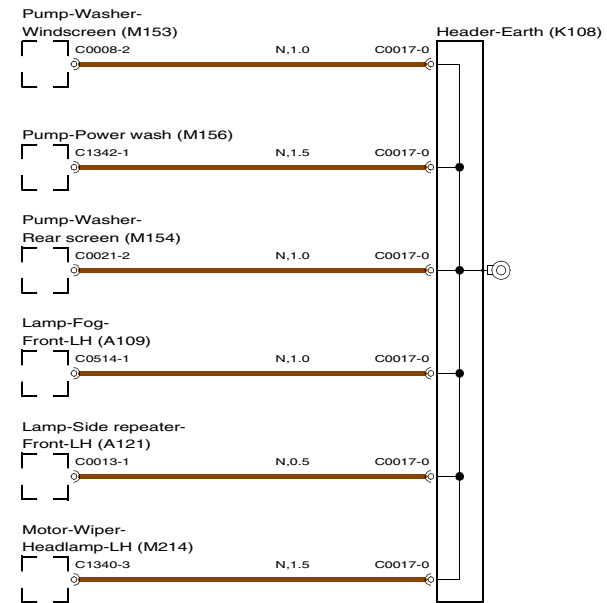 Pump-Washer-
Windscreen (M153)
Header-Earth (K108)
C0008-2 N,1.0 C0017-0
Pump-Power wash (M156)
C1342-1 N,1.5 C0017-0
Pump-Washer-
Rear screen (M154)
C0021-2 N,1.0 C0017-0
Lamp-Fog-
Front-LH (A109)
C0514-1 N,1.0 C0017-0
Lamp-Side repeater-
Front-LH (A121)
C0013-1 N,0.5 C0017-0
Motor-Wiper-
Headlamp-LH (M214)
C1340-3 N,1.5 C0017-0